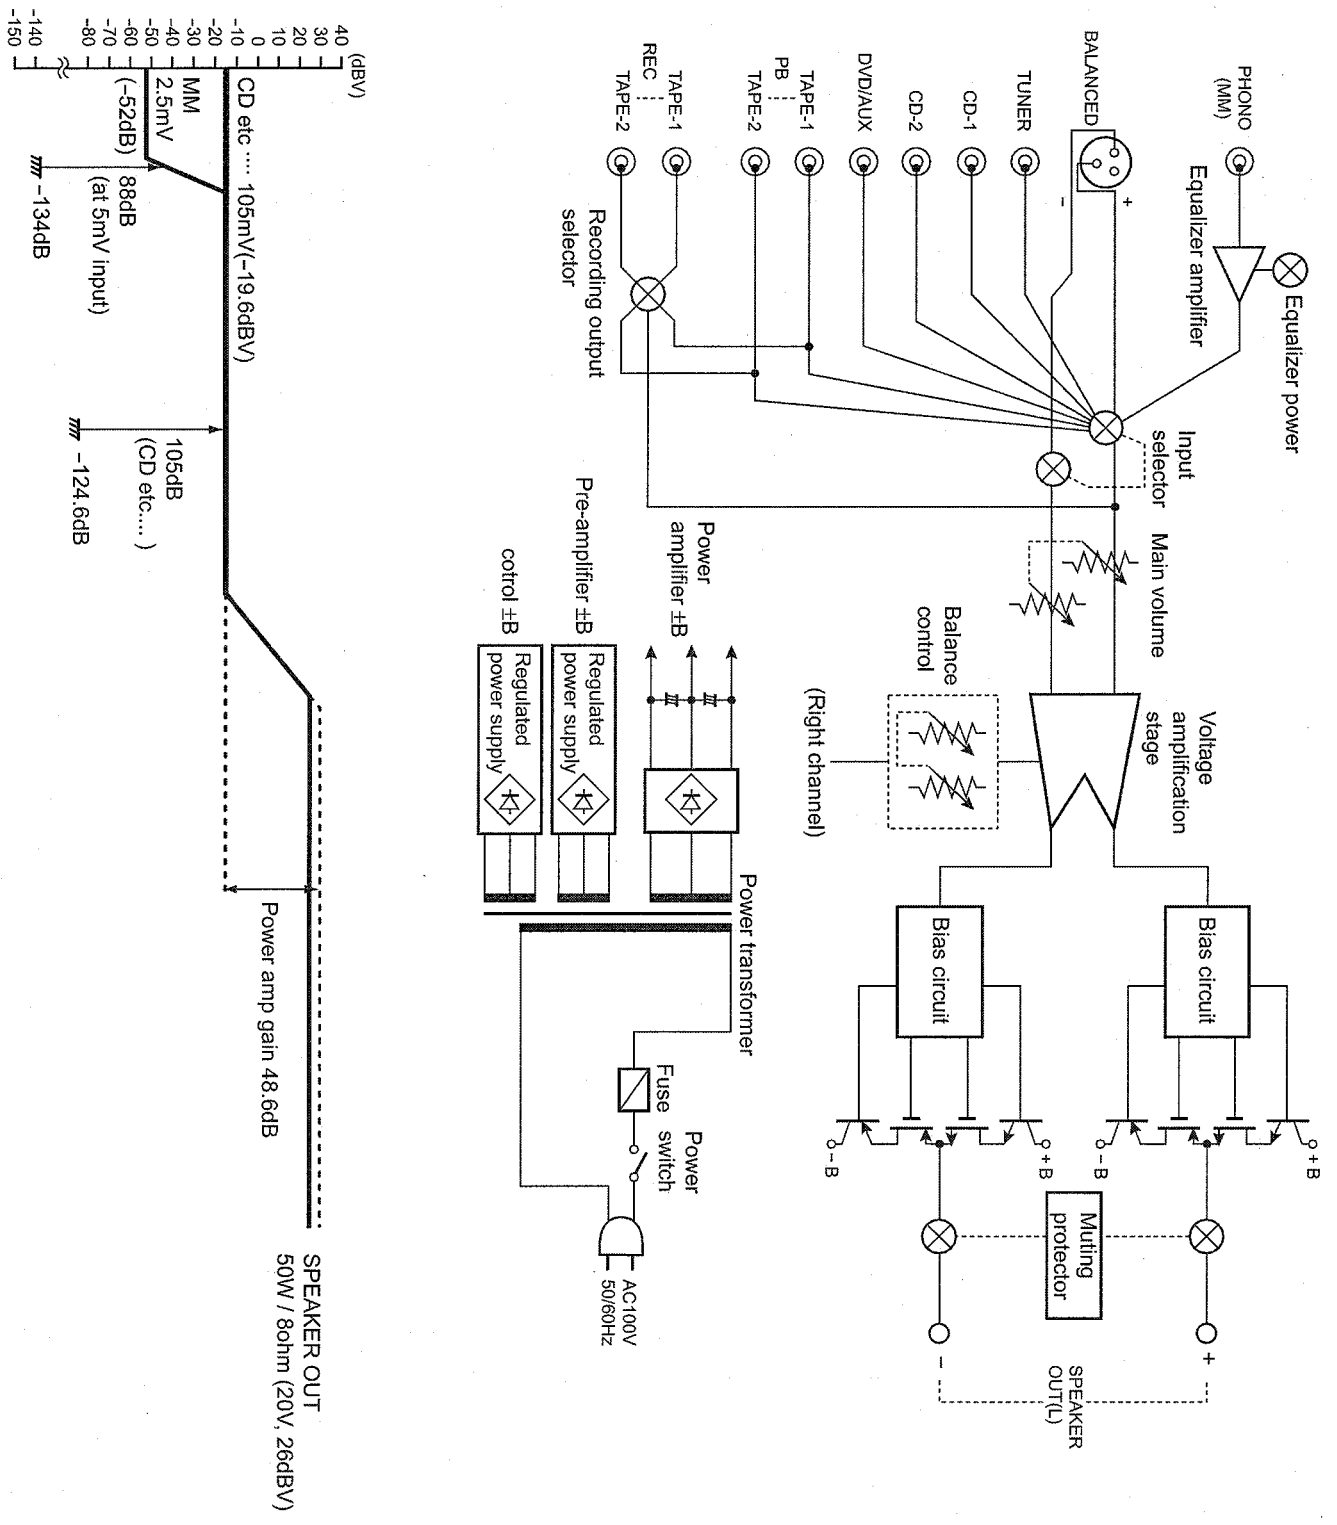 PHONO
(MM)
Equalizer amplifier
Equalizer power
BALANCED
+
−
TUNER
CD-1
CD-2
DVD/AUX
TAPE-1
PB
TAPE-2
TAPE-1
REC
TAPE-2
Recording output
selector
Input
selector
Main volume
Voltage
amplification
stage
Balance
control
(Right channel)
Bias circuit
Bias circuit
+B
−B
+B
−B
Muting
protector
+
−
SPEAKER
OUT(L)
Power
amplifier ±B
Pre-amplifier ±B
cotrol ±B
Regulated
power supply
Regulated
power supply
Power transformer
Fuse
Power
switch
AC100V
50/60Hz
(dBV)
40
30
20
10
0
−10
−20
−30
−40
−50
−60
−70
−80
−140
−150
CD etc ···· 105mV(−19.6dBV)
MM
2.5mV
(−52dB)
88dB
(at 5mV input)
−134dB
105dB
(CD etc.... )
−124.6dB
Power amp gain 48.6dB
SPEAKER OUT
50W / 8ohm (20V, 26dBV)